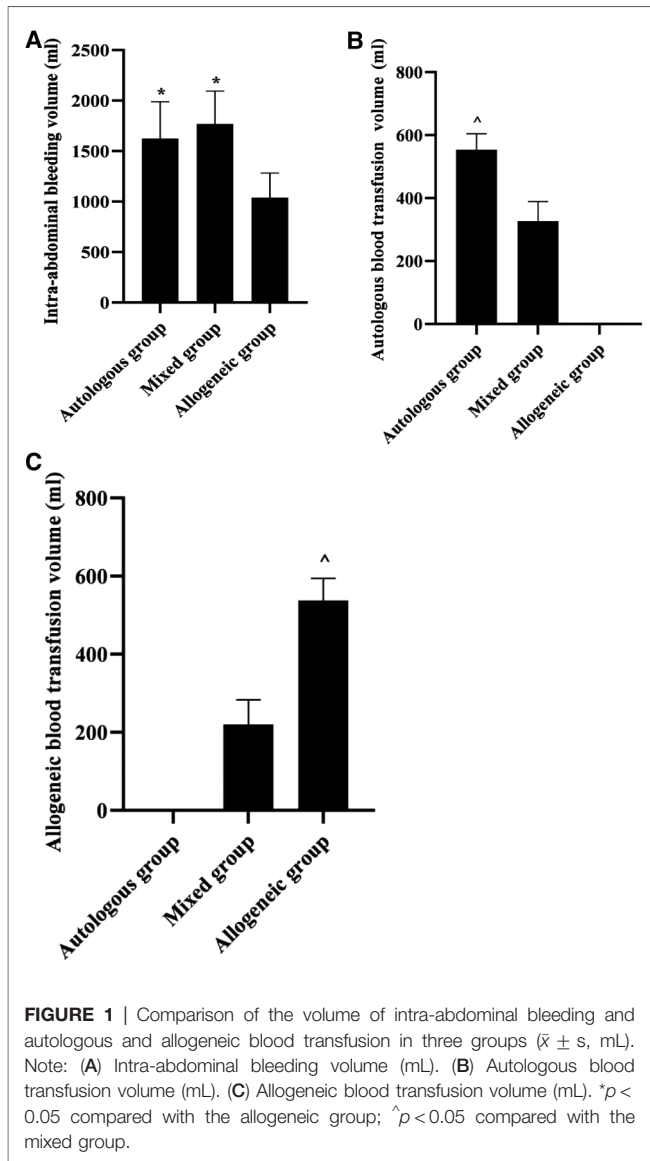 A
Intra-abdominal bleeding volume (ml)
2500
2000
1500
1000
500
0
*
*
Autologous group
Mixed group
Allogeneic group
B
Autologous blood transfusion volume (ml)
800
600
400
200
0
^
Autologous group
Mixed group
Allogeneic group
C
Allogeneic blood transfusion volume (ml)
800
600
400
200
0
^
Autologous group
Mixed group
Allogeneic group
FIGURE 1 | Comparison of the volume of intra-abdominal bleeding and
autologous and allogeneic blood transfusion in three groups (x̄ ± s, mL).
Note: (A) Intra-abdominal bleeding volume (mL). (B) Autologous blood
transfusion volume (mL). (C) Allogeneic blood transfusion volume (mL). *p <
0.05 compared with the allogeneic group; ^p < 0.05 compared with the
mixed group.